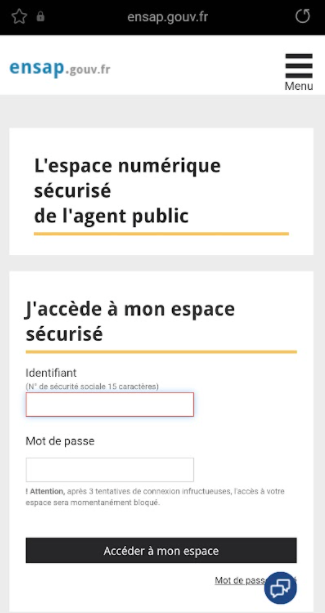 ensap.gouv.fr
ensap.gouv.fr
Menu
L'espace numérique
sécurisé
de l'agent public
J'accède à mon espace
sécurisé
Identifiant
(N° de sécurité sociale 15 caractères)
Mot de passe
! Attention, après 3 tentatives de connexion infructueuses, l'accès à votre
espace sera momentanément bloqué.
Accéder à mon espace
Mot de